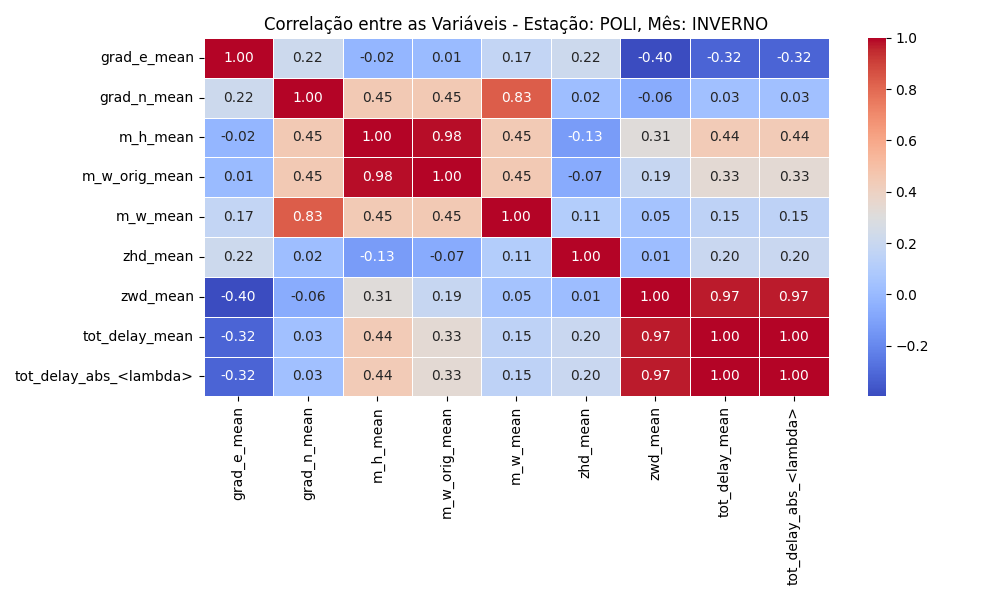 Correlação entre as Variáveis - Estação: POLI, Mês: INVERNO
grad_e_mean 1.00 0.22 -0.02 0.01 0.17 0.22 -0.40 -0.32 -0.32
grad_n_mean 0.22 1.00 0.45 0.45 0.83 0.02 -0.06 0.03 0.03
m_h_mean -0.02 0.45 1.00 0.98 0.45 -0.13 0.31 0.44 0.44
m_w_orig_mean 0.01 0.45 0.98 1.00 0.45 -0.07 0.19 0.33 0.33
m_w_mean 0.17 0.83 0.45 0.45 1.00 0.11 0.05 0.15 0.15
zhd_mean 0.22 0.02 -0.13 -0.07 0.11 1.00 0.01 0.20 0.20
zwd_mean -0.40 -0.06 0.31 0.19 0.05 0.01 1.00 0.97 0.97
tot_delay_mean -0.32 0.03 0.44 0.33 0.15 0.20 0.97 1.00 1.00
tot_delay_abs_<lambda> -0.32 0.03 0.44 0.33 0.15 0.20 0.97 1.00 1.00
grad_e_mean
grad_n_mean
m_h_mean
m_w_orig_mean
m_w_mean
zhd_mean
zwd_mean
tot_delay_mean
tot_delay_abs_<lambda>
1.0
0.8
0.6
0.4
0.2
0.0
−0.2